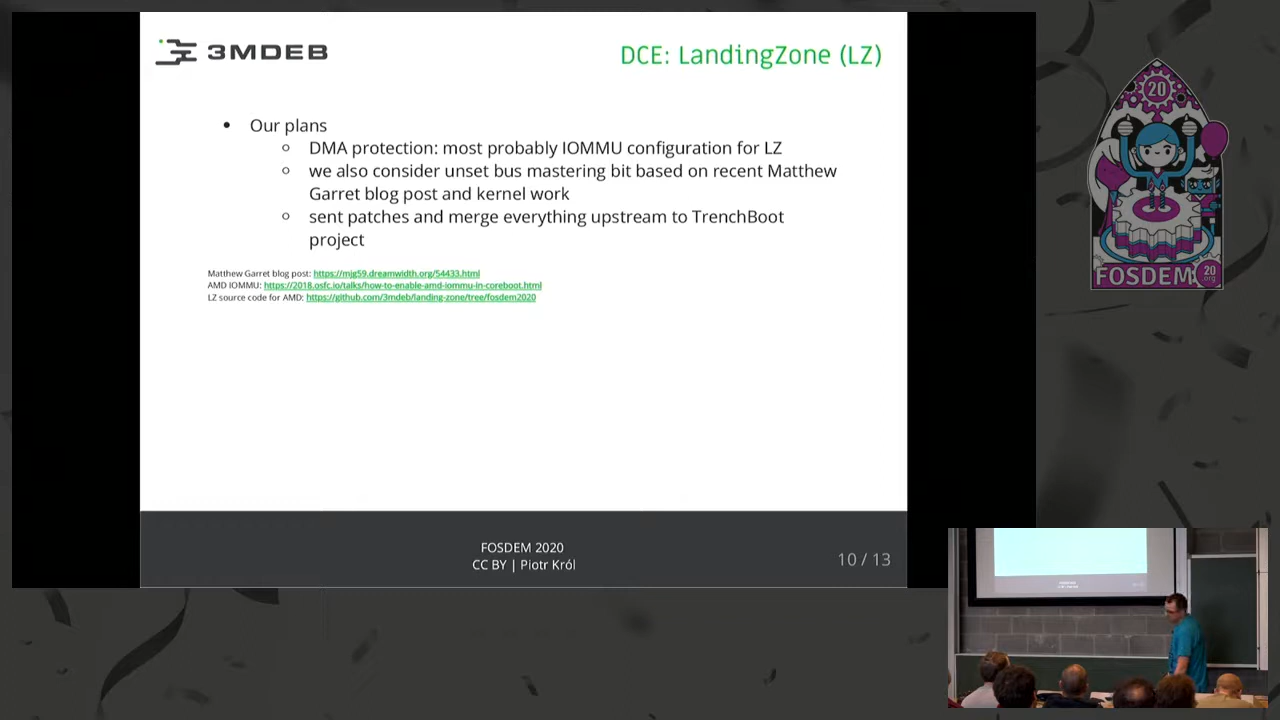 3MDEB
DCE: LandingZone (LZ)
• Our plans
○ DMA protection: most probably IOMMU configuration for LZ
○ we also consider unset bus mastering bit based on recent Matthew
Garret blog post and kernel work
○ sent patches and merge everything upstream to TrenchBoot
project
Matthew Garret blog post: https://mjg59.dreamwidth.org/54433.html
AMD IOMMU: https://2018.osfc.io/talks/how-to-enable-amd-iommu-in-coreboot.html
LZ source code for AMD: https://github.com/3mdeb/landing-zone/tree/fosdem2020
FOSDEM 2020
CC BY | Piotr Król
10 / 13
20
FOSDEM
20
.org